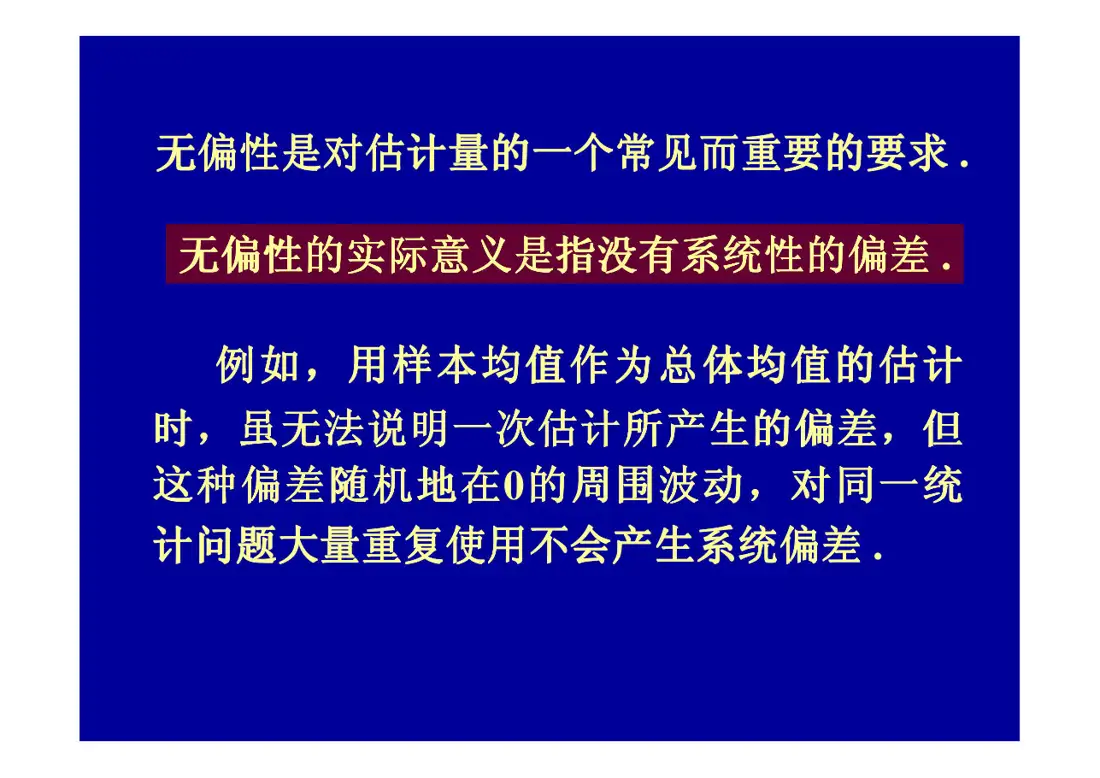 无偏性是对估计量的一个常见而重要的要求 .
无偏性的实际意义是指没有系统性的偏差 .
例如，用样本均值作为总体均值的估计
时，虽无法说明一次估计所产生的偏差，但
这种偏差随机地在0的周围波动，对同一统
计问题大量重复使用不会产生系统偏差 .